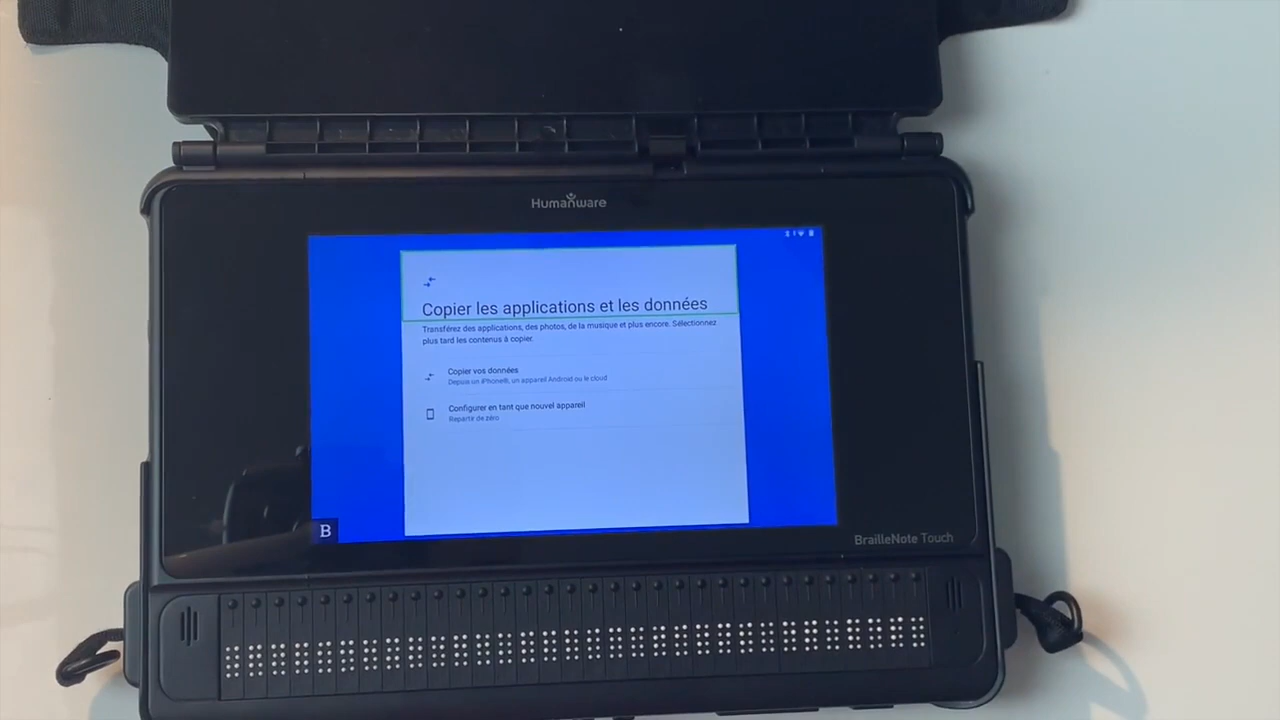 Humanware
Copier les applications et les données
Transférez des applications, des photos, de la musique et plus encore. Sélectionnez
plus tard les contenus à copier.
Copier vos données
Depuis un iPhone®, un appareil Android ou le cloud
Configurer en tant que nouvel appareil
Repartir de zéro
B
BrailleNote Touch